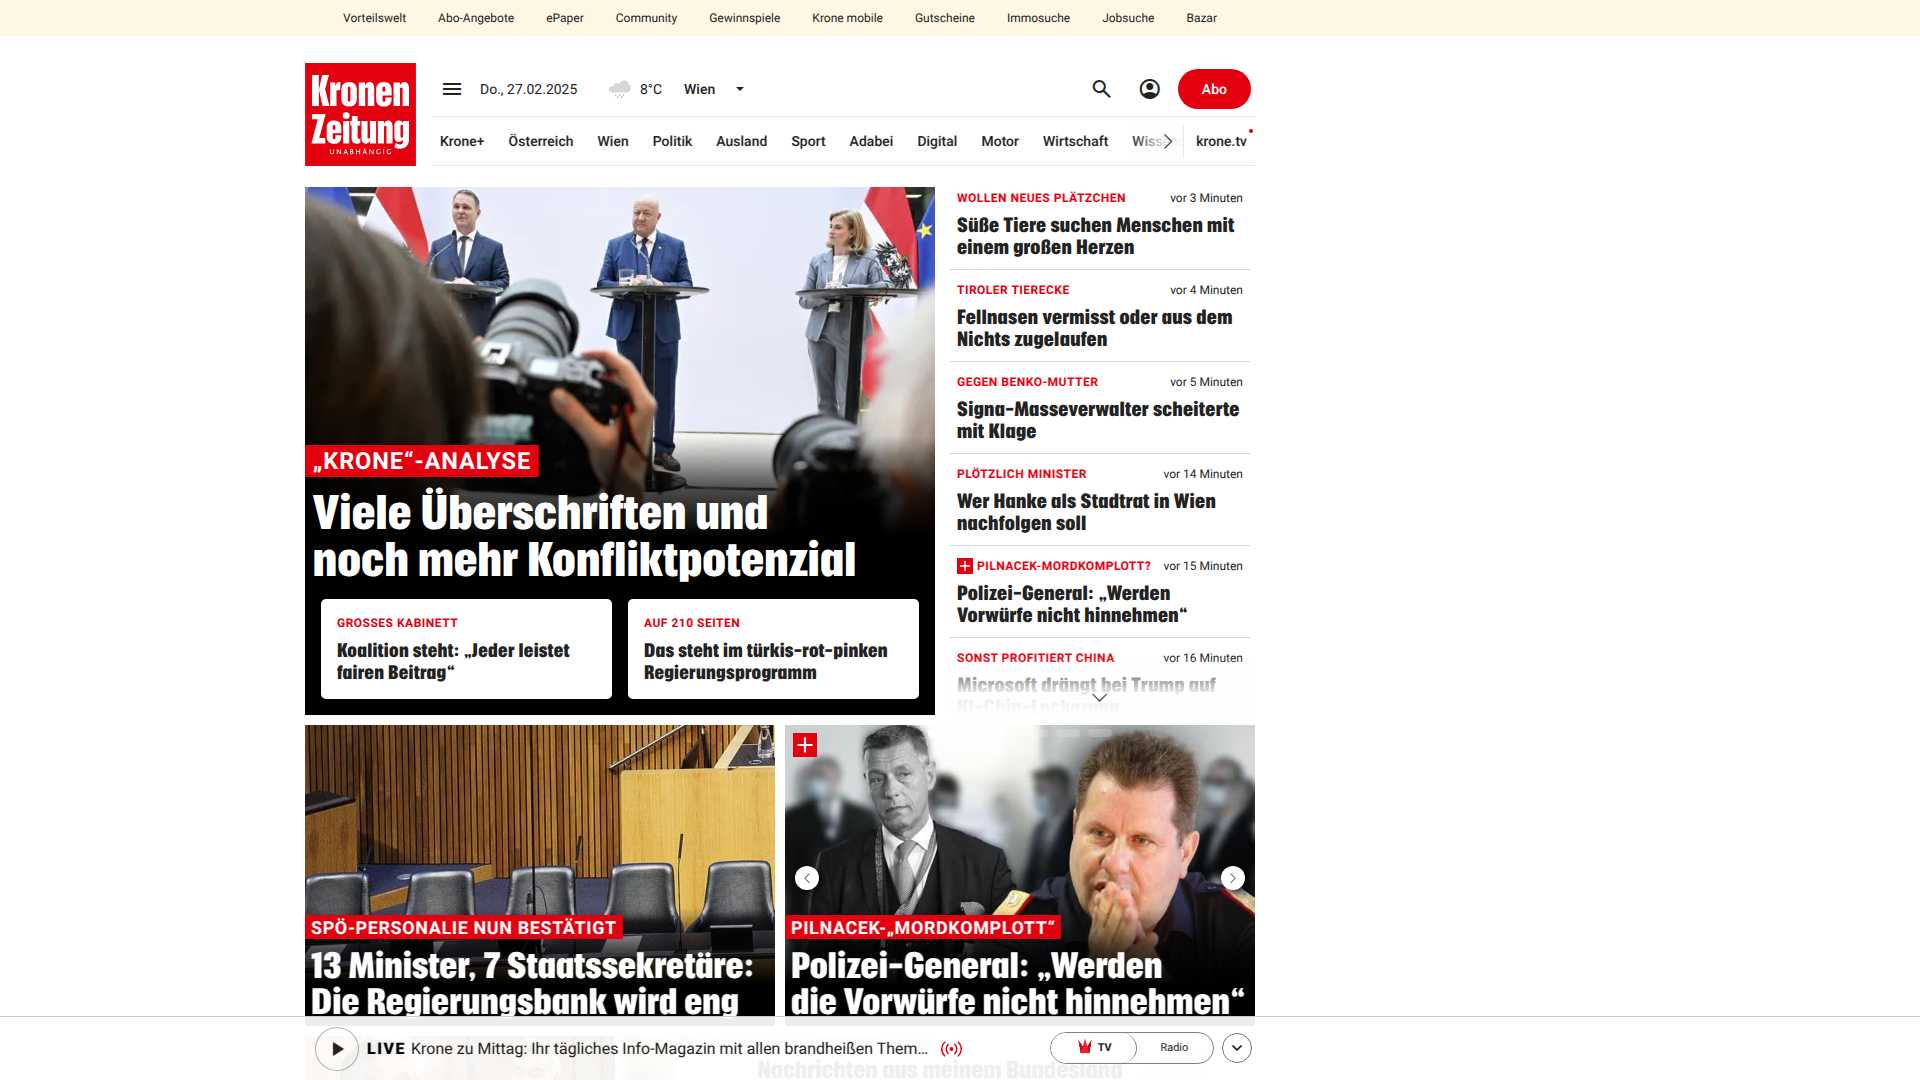 Vorteilswelt Abo-Angebote ePaper Community Gewinnspiele Krone mobile Gutscheine Immosuche Jobsuche Bazar
Kronen
Zeitung
UNABHÄNGIG
Do., 27.02.2025 8°C Wien Abo
Krone+ Österreich Wien Politik Ausland Sport Adabei Digital Motor Wirtschaft krone.tv
„KRONE“-ANALYSE
Viele Überschriften und
noch mehr Konfliktpotenzial
GROSSES KABINETT
Koalition steht: „Jeder leistet
fairen Beitrag“
AUF 210 SEITEN
Das steht im türkis-rot-pinken
Regierungsprogramm
WOLLEN NEUES PLÄTZCHEN vor 3 Minuten
Süße Tiere suchen Menschen mit
einem großen Herzen
TIROLER TIERECKE vor 4 Minuten
Fellnasen vermisst oder aus dem
Nichts zugelaufen
GEGEN BENKO-MUTTER vor 5 Minuten
Signa-Masseverwalter scheiterte
mit Klage
PLÖTZLICH MINISTER vor 14 Minuten
Wer Hanke als Stadtrat in Wien
nachfolgen soll
PILNACEK-MORDKOMPLOTT? vor 15 Minuten
Polizei-General: „Werden
Vorwürfe nicht hinnehmen“
SONST PROFITIERT CHINA vor 16 Minuten
Microsoft drängt bei Trump auf
KI-Chip-Lockerung
SPÖ-PERSONALIE NUN BESTÄTIGT
13 Minister, 7 Staatssekretäre:
Die Regierungsbank wird eng
PILNACEK-„MORDKOMPLOTT“
Polizei-General: „Werden
die Vorwürfe nicht hinnehmen“
LIVE Krone zu Mittag: Ihr tägliches Info-Magazin mit allen brandheißen Them... TV Radio
Nachrichten aus meinem Bundesland